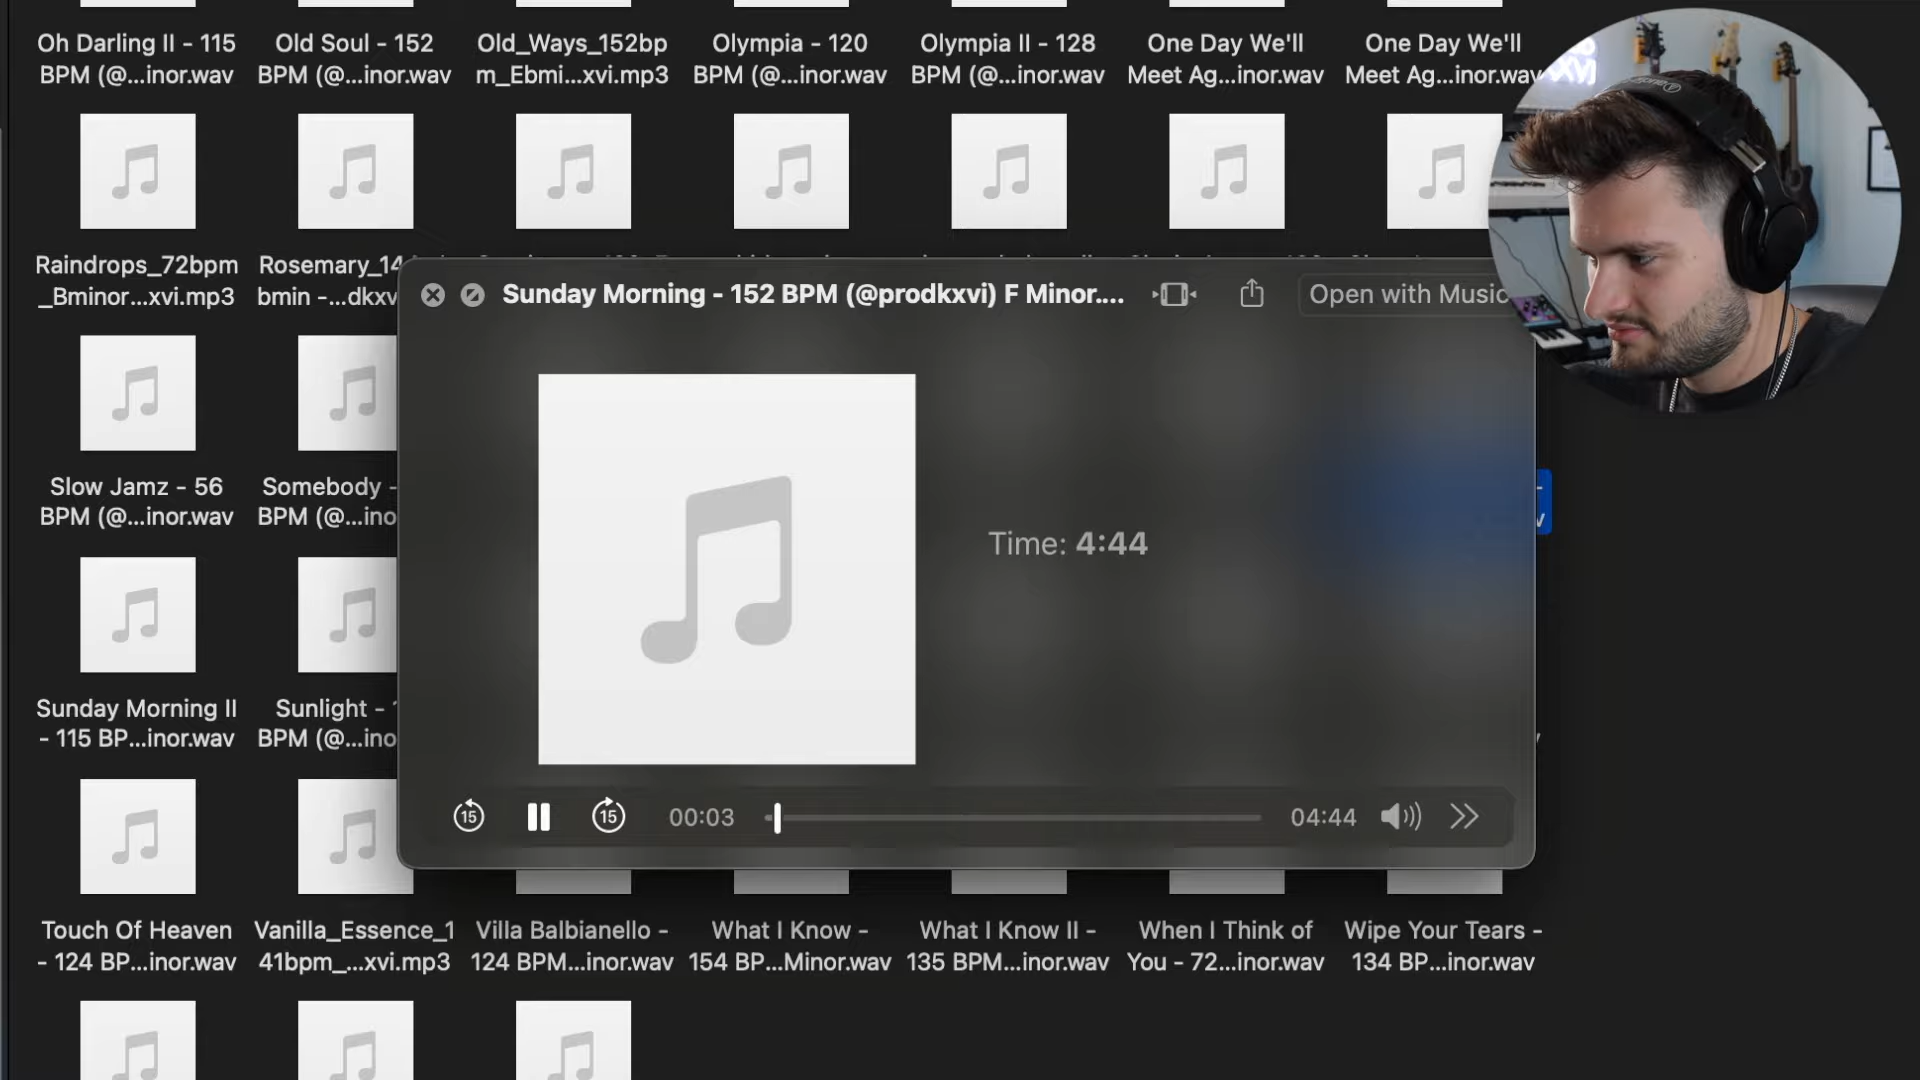 Oh Darling II - 115
BPM (@...inor.wav
Old Soul - 152
BPM (@...inor.wav
Old_Ways_152bp
m_Ebmi...xvi.mp3
Olympia - 120
BPM (@...inor.wav
Olympia II - 128
BPM (@...inor.wav
One Day We'll
Meet Ag...inor.wav
One Day We'll
Meet Ag...inor.wav
XVI
Raindrops_72bpm
_Bminor...xvi.mp3
Rosemary_14
bmin -...dkxv
Sunday Morning - 152 BPM (@prodkxvi) F Minor....
Open with Music
Time: 4:44
Slow Jamz - 56
BPM (@...inor.wav
Somebody -
BPM (@...ino
Sunday Morning II
- 115 BP...inor.wav
Sunlight -
BPM (@...ino
15
15
00:03
04:44
Touch Of Heaven
- 124 BP...inor.wav
Vanilla_Essence_1
41bpm_...xvi.mp3
Villa Balbianello -
124 BPM...inor.wav
What I Know -
154 BP...Minor.wav
What I Know II -
135 BPM...inor.wav
When I Think of
You - 72...inor.wav
Wipe Your Tears -
134 BP...inor.wav